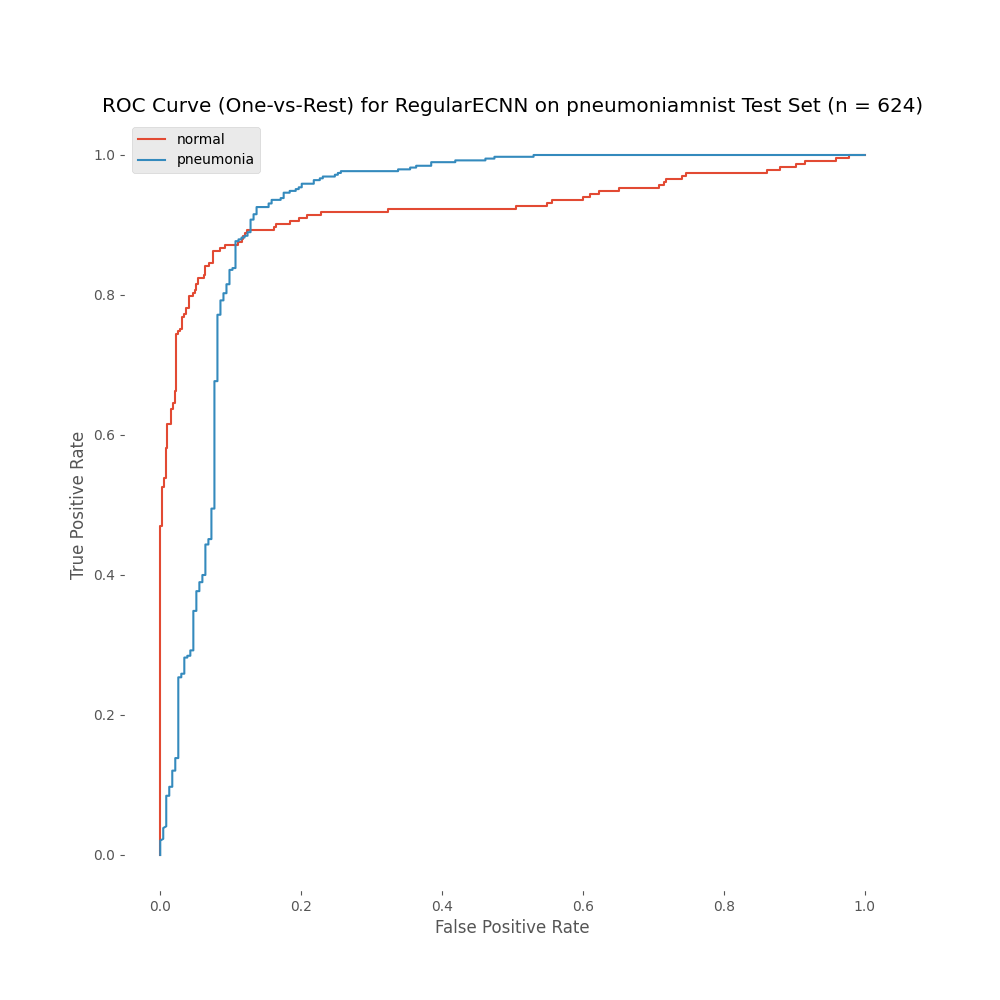 ROC Curve (One-vs-Rest) for RegularECNN on pneumoniamnist Test Set (n = 624)
normal
pneumonia
1.0
0.8
0.6
0.4
0.2
0.0
True Positive Rate
0.0 0.2 0.4 0.6 0.8 1.0
False Positive Rate